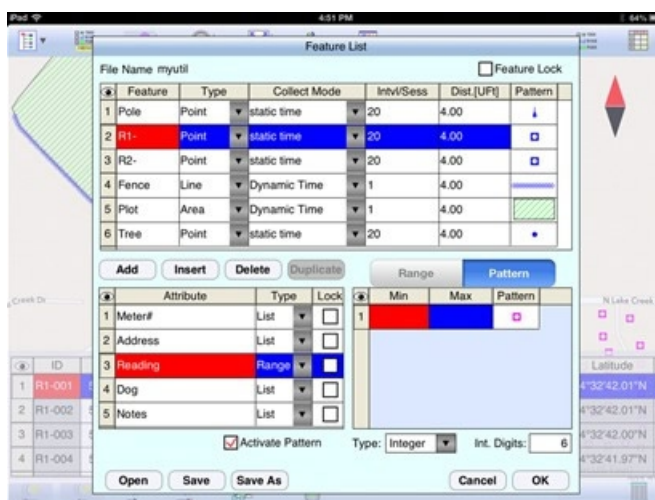 iPad 4:51 PM 64%
Feature List
File Name myutil Feature Lock
Feature Type Collect Mode Intvl/Sess Dist.[UFt] Pattern
1 Pole Point static time 20 4.00
2 R1- Point static time 20 4.00
3 R2- Point static time 20 4.00
4 Fence Line Dynamic Time 1 4.00
5 Plot Area Dynamic Time 1 4.00
6 Tree Point static time 20 4.00
Add Insert Delete Duplicate Range Pattern
Attribute Type Lock Min Max Pattern
1 Meter# List 1
2 Address List
3 Reading Range
4 Dog List
5 Notes List
Activate Pattern Type: Integer Int. Digits: 6
Open Save Save As Cancel OK
Creek Dr
N Lake Creek
ID Latitude
1 R1-001 4°32'42.01"N
2 R1-002 4°32'42.01"N
3 R1-003 4°32'42.00"N
4 R1-004 4°32'41.97"N